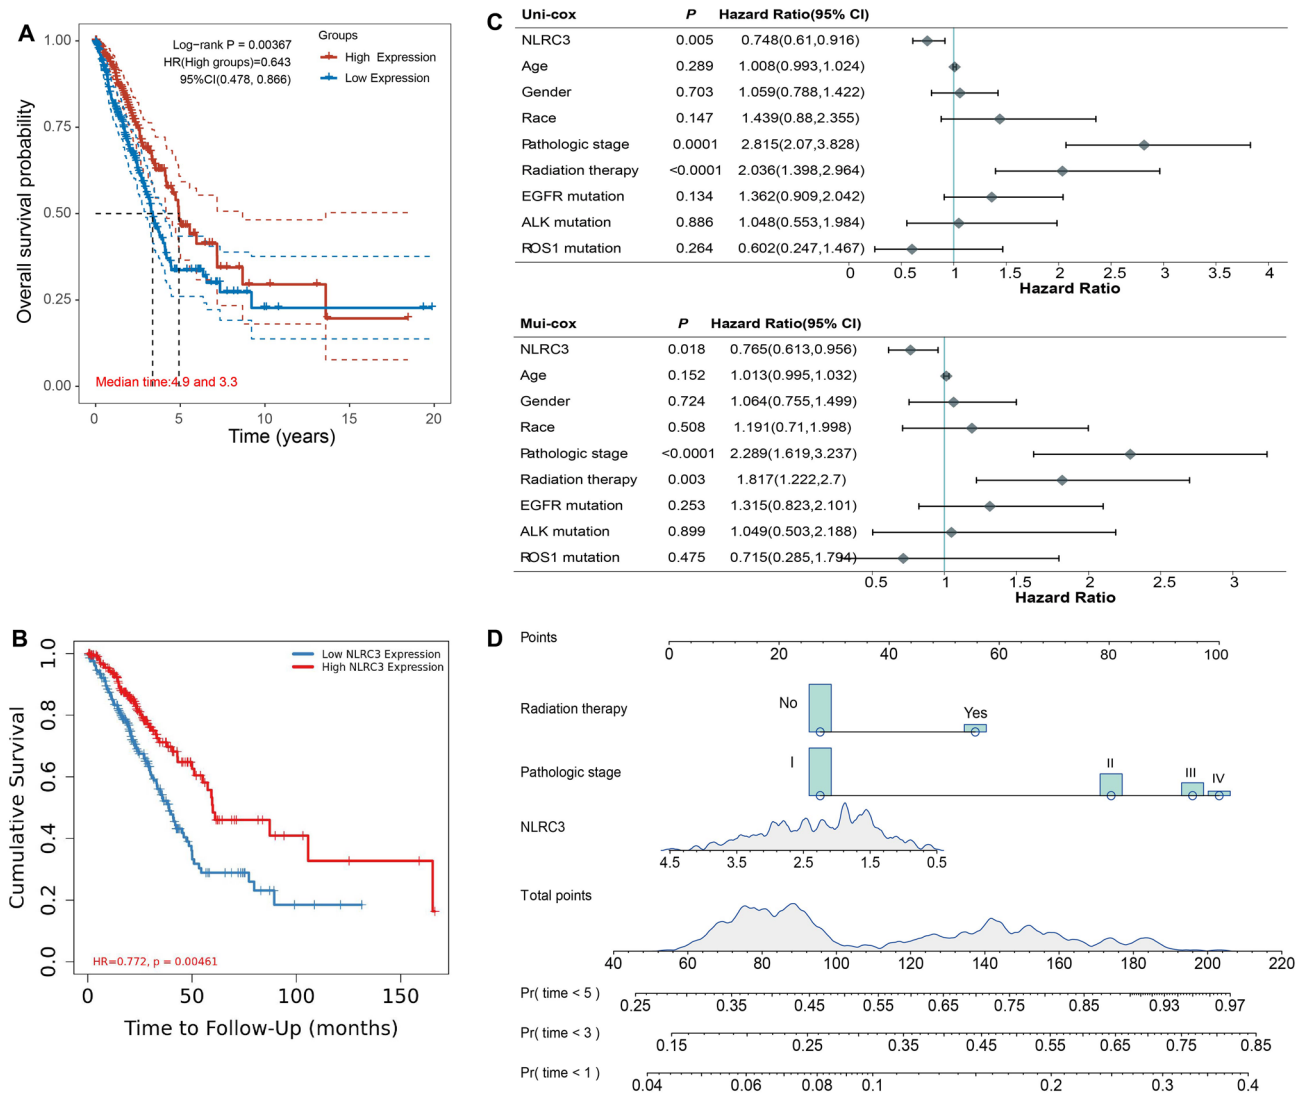 A
Log-rank P = 0.00367
HR(High groups)=0.643
95%CI(0.478, 0.866)
Groups
High Expression
Low Expression
Overall survival probability
1.00
0.75
0.50
0.25
0.00
Median time:4.9 and 3.3
0 5 10 15 20
Time (years)
B
Low NLRC3 Expression
High NLRC3 Expression
Cumulative Survival
1.0
0.8
0.6
0.4
0.2
0.0
HR=0.772, p = 0.00461
0 50 100 150
Time to Follow-Up (months)
C
Uni-cox P Hazard Ratio(95% CI)
NLRC3 0.005 0.748(0.61,0.916)
Age 0.289 1.008(0.993,1.024)
Gender 0.703 1.059(0.788,1.422)
Race 0.147 1.439(0.88,2.355)
Pathologic stage 0.0001 2.815(2.07,3.828)
Radiation therapy <0.0001 2.036(1.398,2.964)
EGFR mutation 0.134 1.362(0.909,2.042)
ALK mutation 0.886 1.048(0.553,1.984)
ROS1 mutation 0.264 0.602(0.247,1.467)
0 0.5 1 1.5 2 2.5 3 3.5 4
Hazard Ratio
Mui-cox P Hazard Ratio(95% CI)
NLRC3 0.018 0.765(0.613,0.956)
Age 0.152 1.013(0.995,1.032)
Gender 0.724 1.064(0.755,1.499)
Race 0.508 1.191(0.71,1.998)
Pathologic stage <0.0001 2.289(1.619,3.237)
Radiation therapy 0.003 1.817(1.222,2.7)
EGFR mutation 0.253 1.315(0.823,2.101)
ALK mutation 0.899 1.049(0.503,2.188)
ROS1 mutation 0.475 0.715(0.285,1.794)
0.5 1 1.5 2 2.5 3
Hazard Ratio
D
Points
0 20 40 60 80 100
Radiation therapy
No Yes
Pathologic stage
I II III IV
NLRC3
4.5 3.5 2.5 1.5 0.5
Total points
40 60 80 100 120 140 160 180 200 220
Pr( time < 5 )
0.25 0.35 0.45 0.55 0.65 0.75 0.85 0.93 0.97
Pr( time < 3 )
0.15 0.25 0.35 0.45 0.55 0.65 0.75 0.85
Pr( time < 1 )
0.04 0.06 0.08 0.1 0.2 0.3 0.4